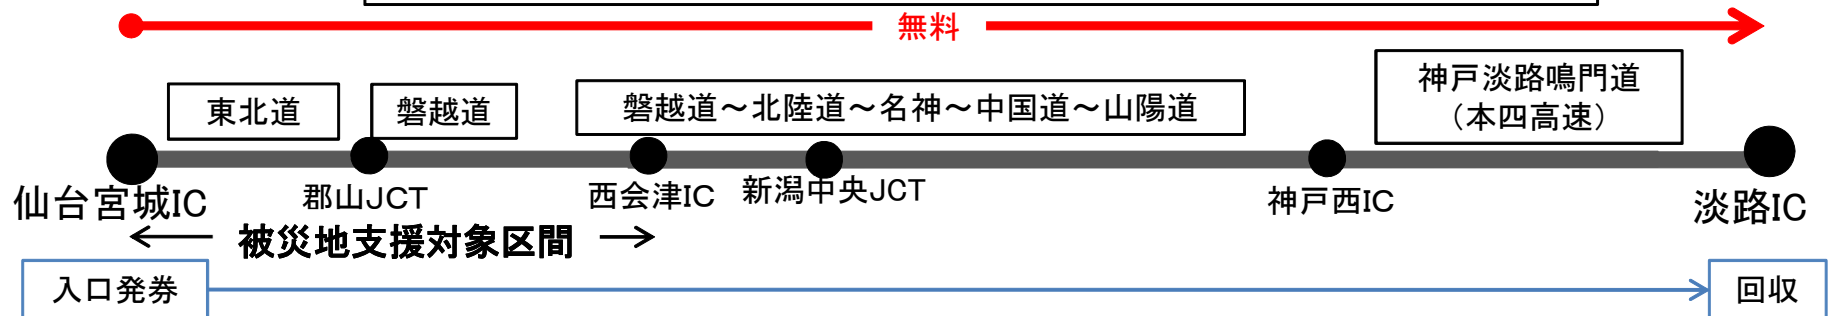 無料
東北道
磐越道
磐越道～北陸道～名神～中国道～山陽道
神戸淡路鳴門道
（本四高速）
仙台宮城IC
郡山JCT
西会津IC
新潟中央JCT
神戸西IC
淡路IC
被災地支援対象区間
入口発券
回収